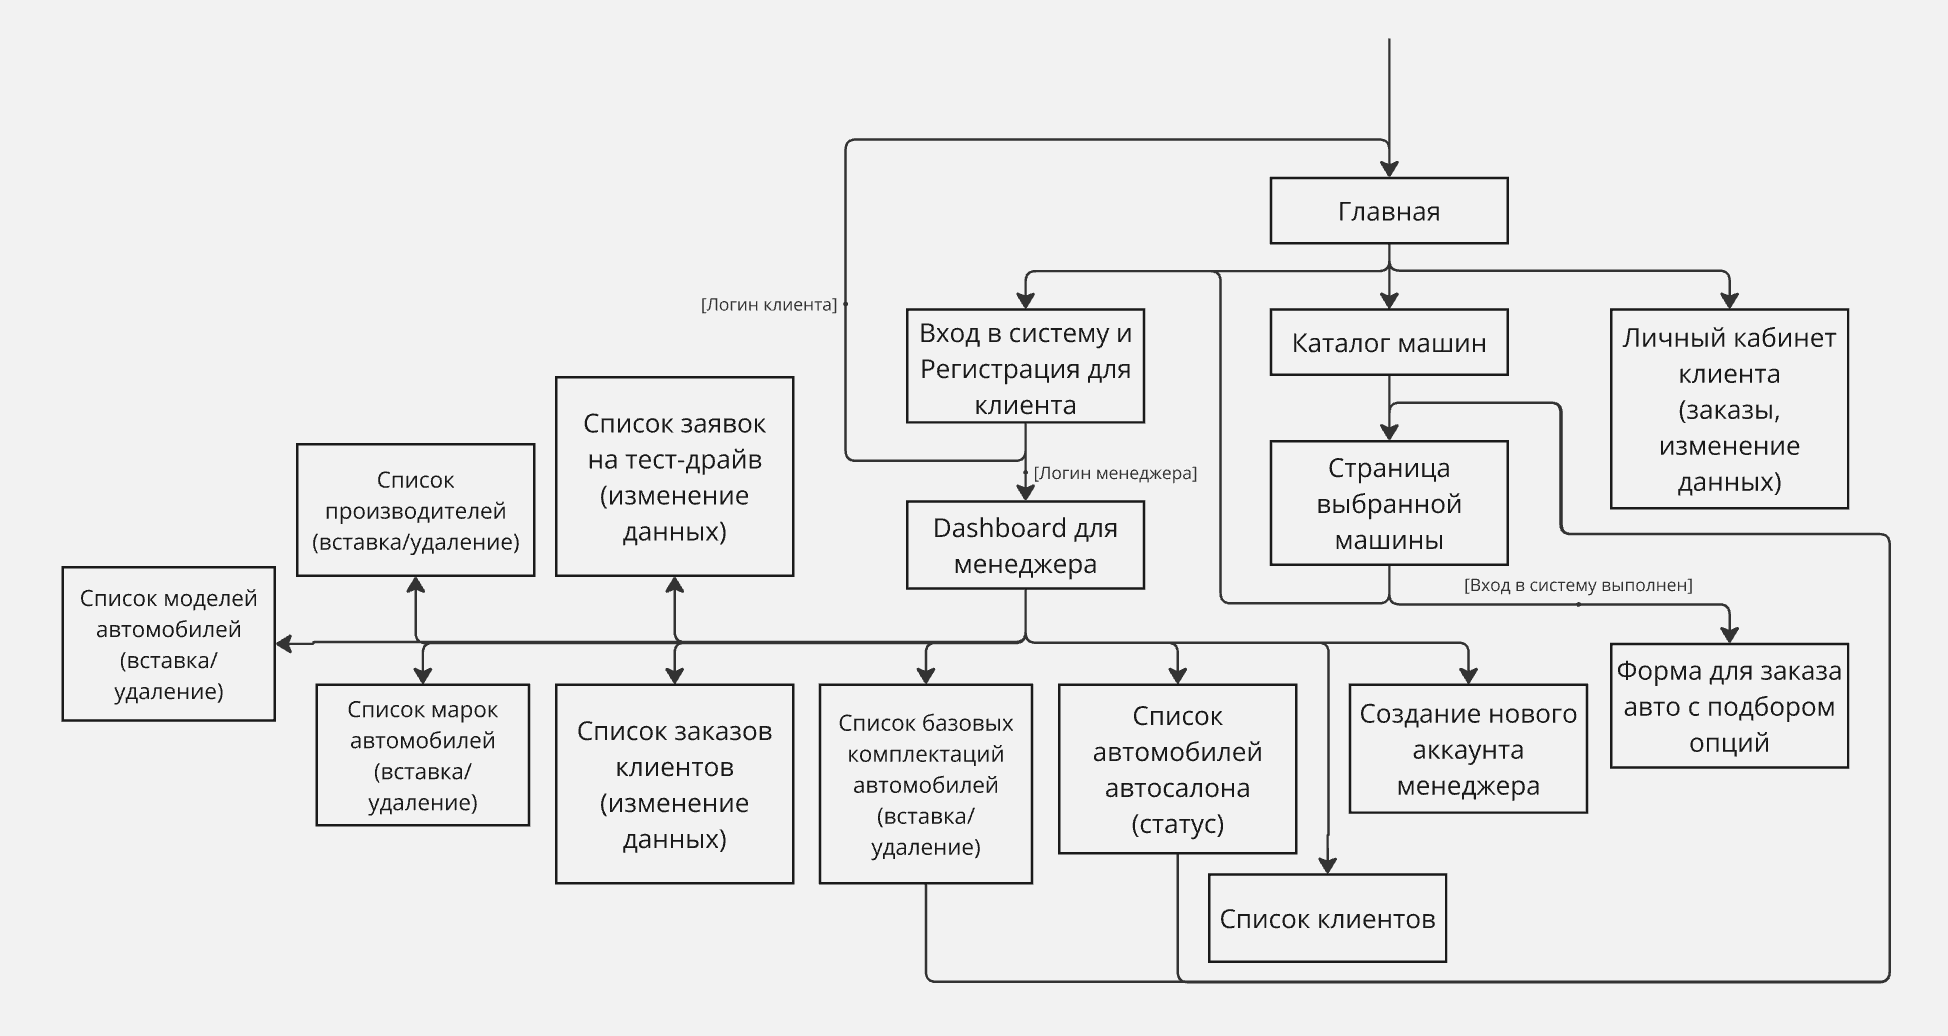 Главная
[Логин клиента]
Вход в систему и
Регистрация для
клиента
Каталог машин
Личный кабинет
клиента
(заказы,
изменение
данных)
Список заявок
на тест-драйв
(изменение
данных)
[Логин менеджера]
Список
производителей
(вставка/удаление)
Dashboard для
менеджера
Страница
выбранной
машины
[Вход в систему выполнен]
Список моделей
автомобилей
(вставка/
удаление)
Список марок
автомобилей
(вставка/
удаление)
Список заказов
клиентов
(изменение
данных)
Список базовых
комплектаций
автомобилей
(вставка/
удаление)
Список
автомобилей
автосалона
(статус)
Создание нового
аккаунта
менеджера
Форма для заказа
авто с подбором
опций
Список клиентов